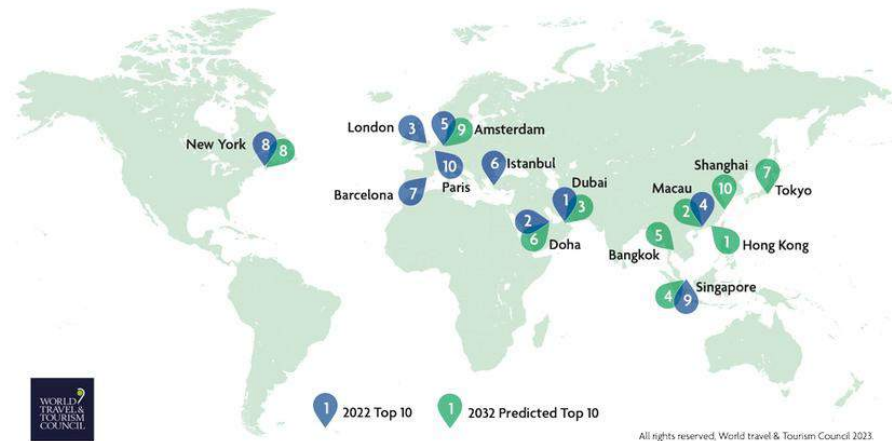 New York
8
8
London
3
5
9
Amsterdam
10
Paris
6
Istanbul
Barcelona
7
Dubai
1
3
2
6
Doha
Shanghai
10
7
Tokyo
Macau
2
4
5
Bangkok
1
Hong Kong
Singapore
4
9
WORLD
TRAVEL &
TOURISM
COUNCIL
1 2022 Top 10
1 2032 Predicted Top 10
All rights reserved, World travel & Tourism Council 2023